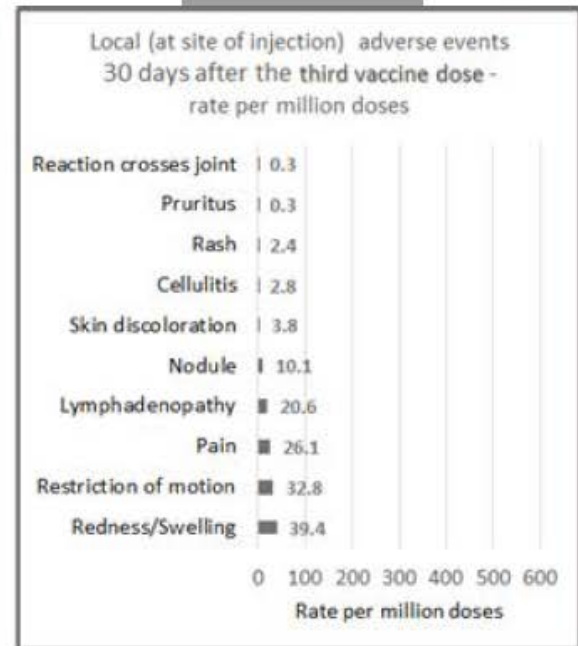 Local (at site of injection) adverse events
30 days after the third vaccine dose -
rate per million doses
Reaction crosses joint 0.3
Pruritus 0.3
Rash 2.4
Cellulitis 2.8
Skin discoloration 3.8
Nodule 10.1
Lymphadenopathy 20.6
Pain 26.1
Restriction of motion 32.8
Redness/Swelling 39.4
0 100 200 300 400 500 600
Rate per million doses